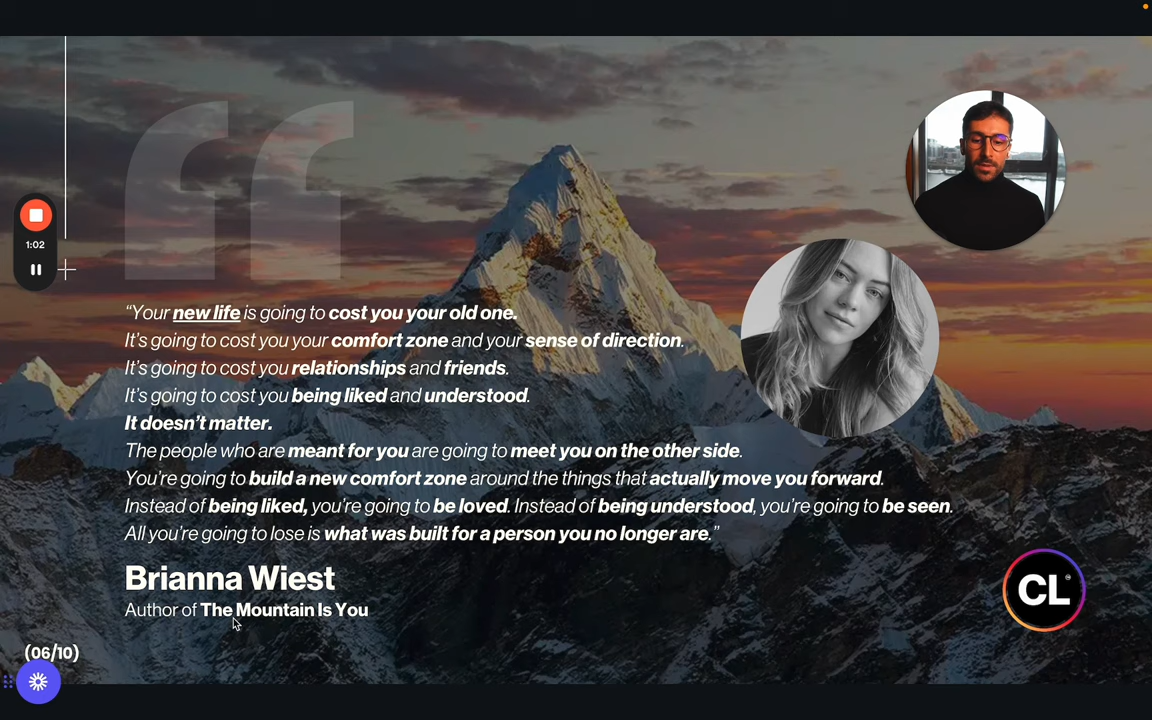 1:02
“Your new life is going to cost you your old one.
It’s going to cost you your comfort zone and your sense of direction.
It’s going to cost you relationships and friends.
It’s going to cost you being liked and understood.
It doesn’t matter.
The people who are meant for you are going to meet you on the other side.
You’re going to build a new comfort zone around the things that actually move you forward.
Instead of being liked, you’re going to be loved. Instead of being understood, you’re going to be seen.
All you’re going to lose is what was built for a person you no longer are.”
Brianna Wiest
Author of The Mountain Is You
CL
(06/10)